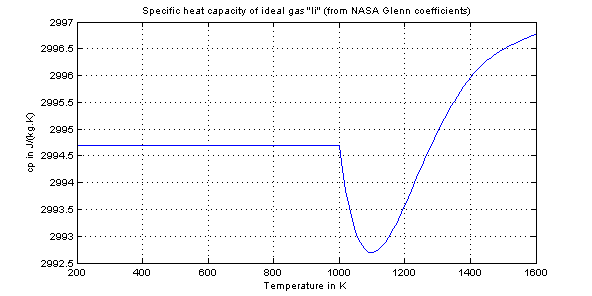 Specific heat capacity of ideal gas "li" (from NASA Glenn coefficients)
2997
2996.5
2996
2995.5
2995
2994.5
2994
2993.5
2993
2992.5
cp in J/(kg.K)
200 400 600 800 1000 1200 1400 1600
Temperature in K